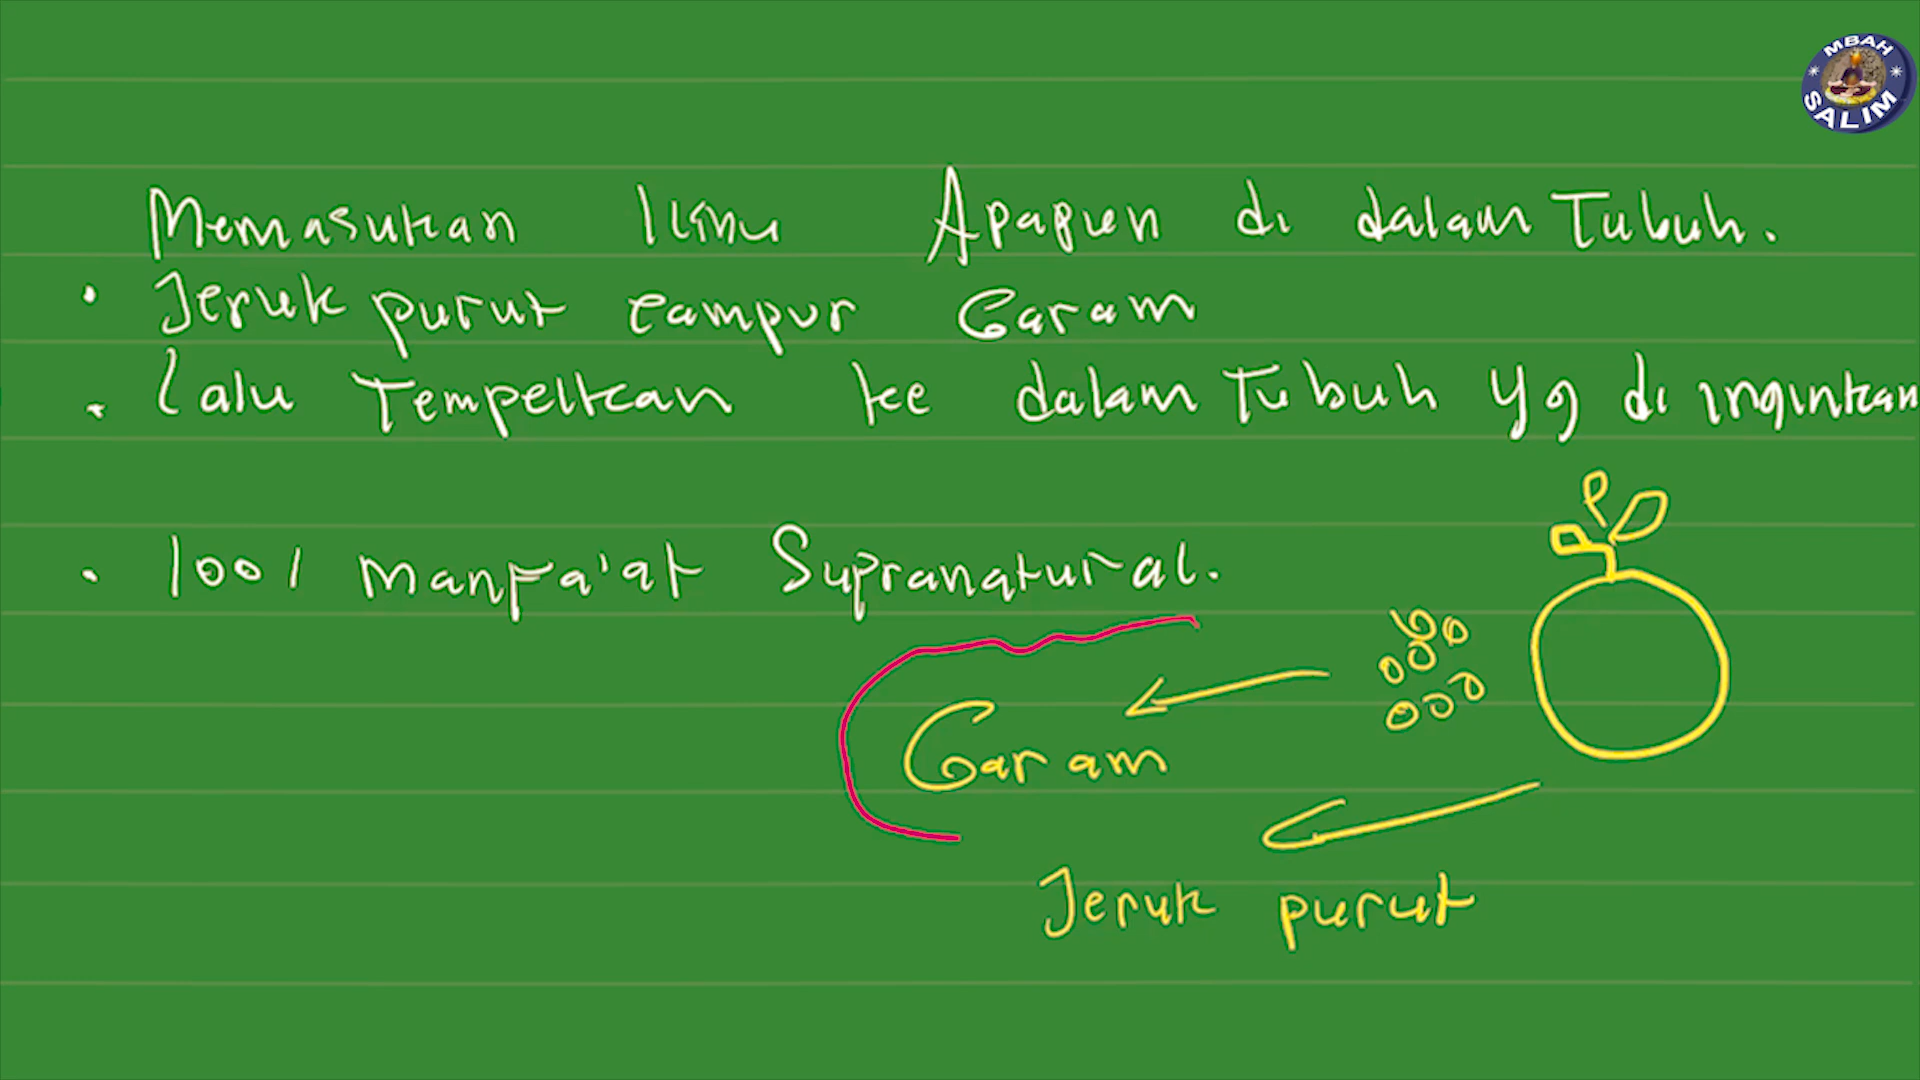 MBAH SALIM
Memasukan Ilmu Apapun di dalam Tubuh.
• Jeruk purut campur Garam
• Lalu Tempelkan ke dalam Tubuh yg di inginkan
• 1001 Manfa'at Supranatural.
Garam
Jeruk purut